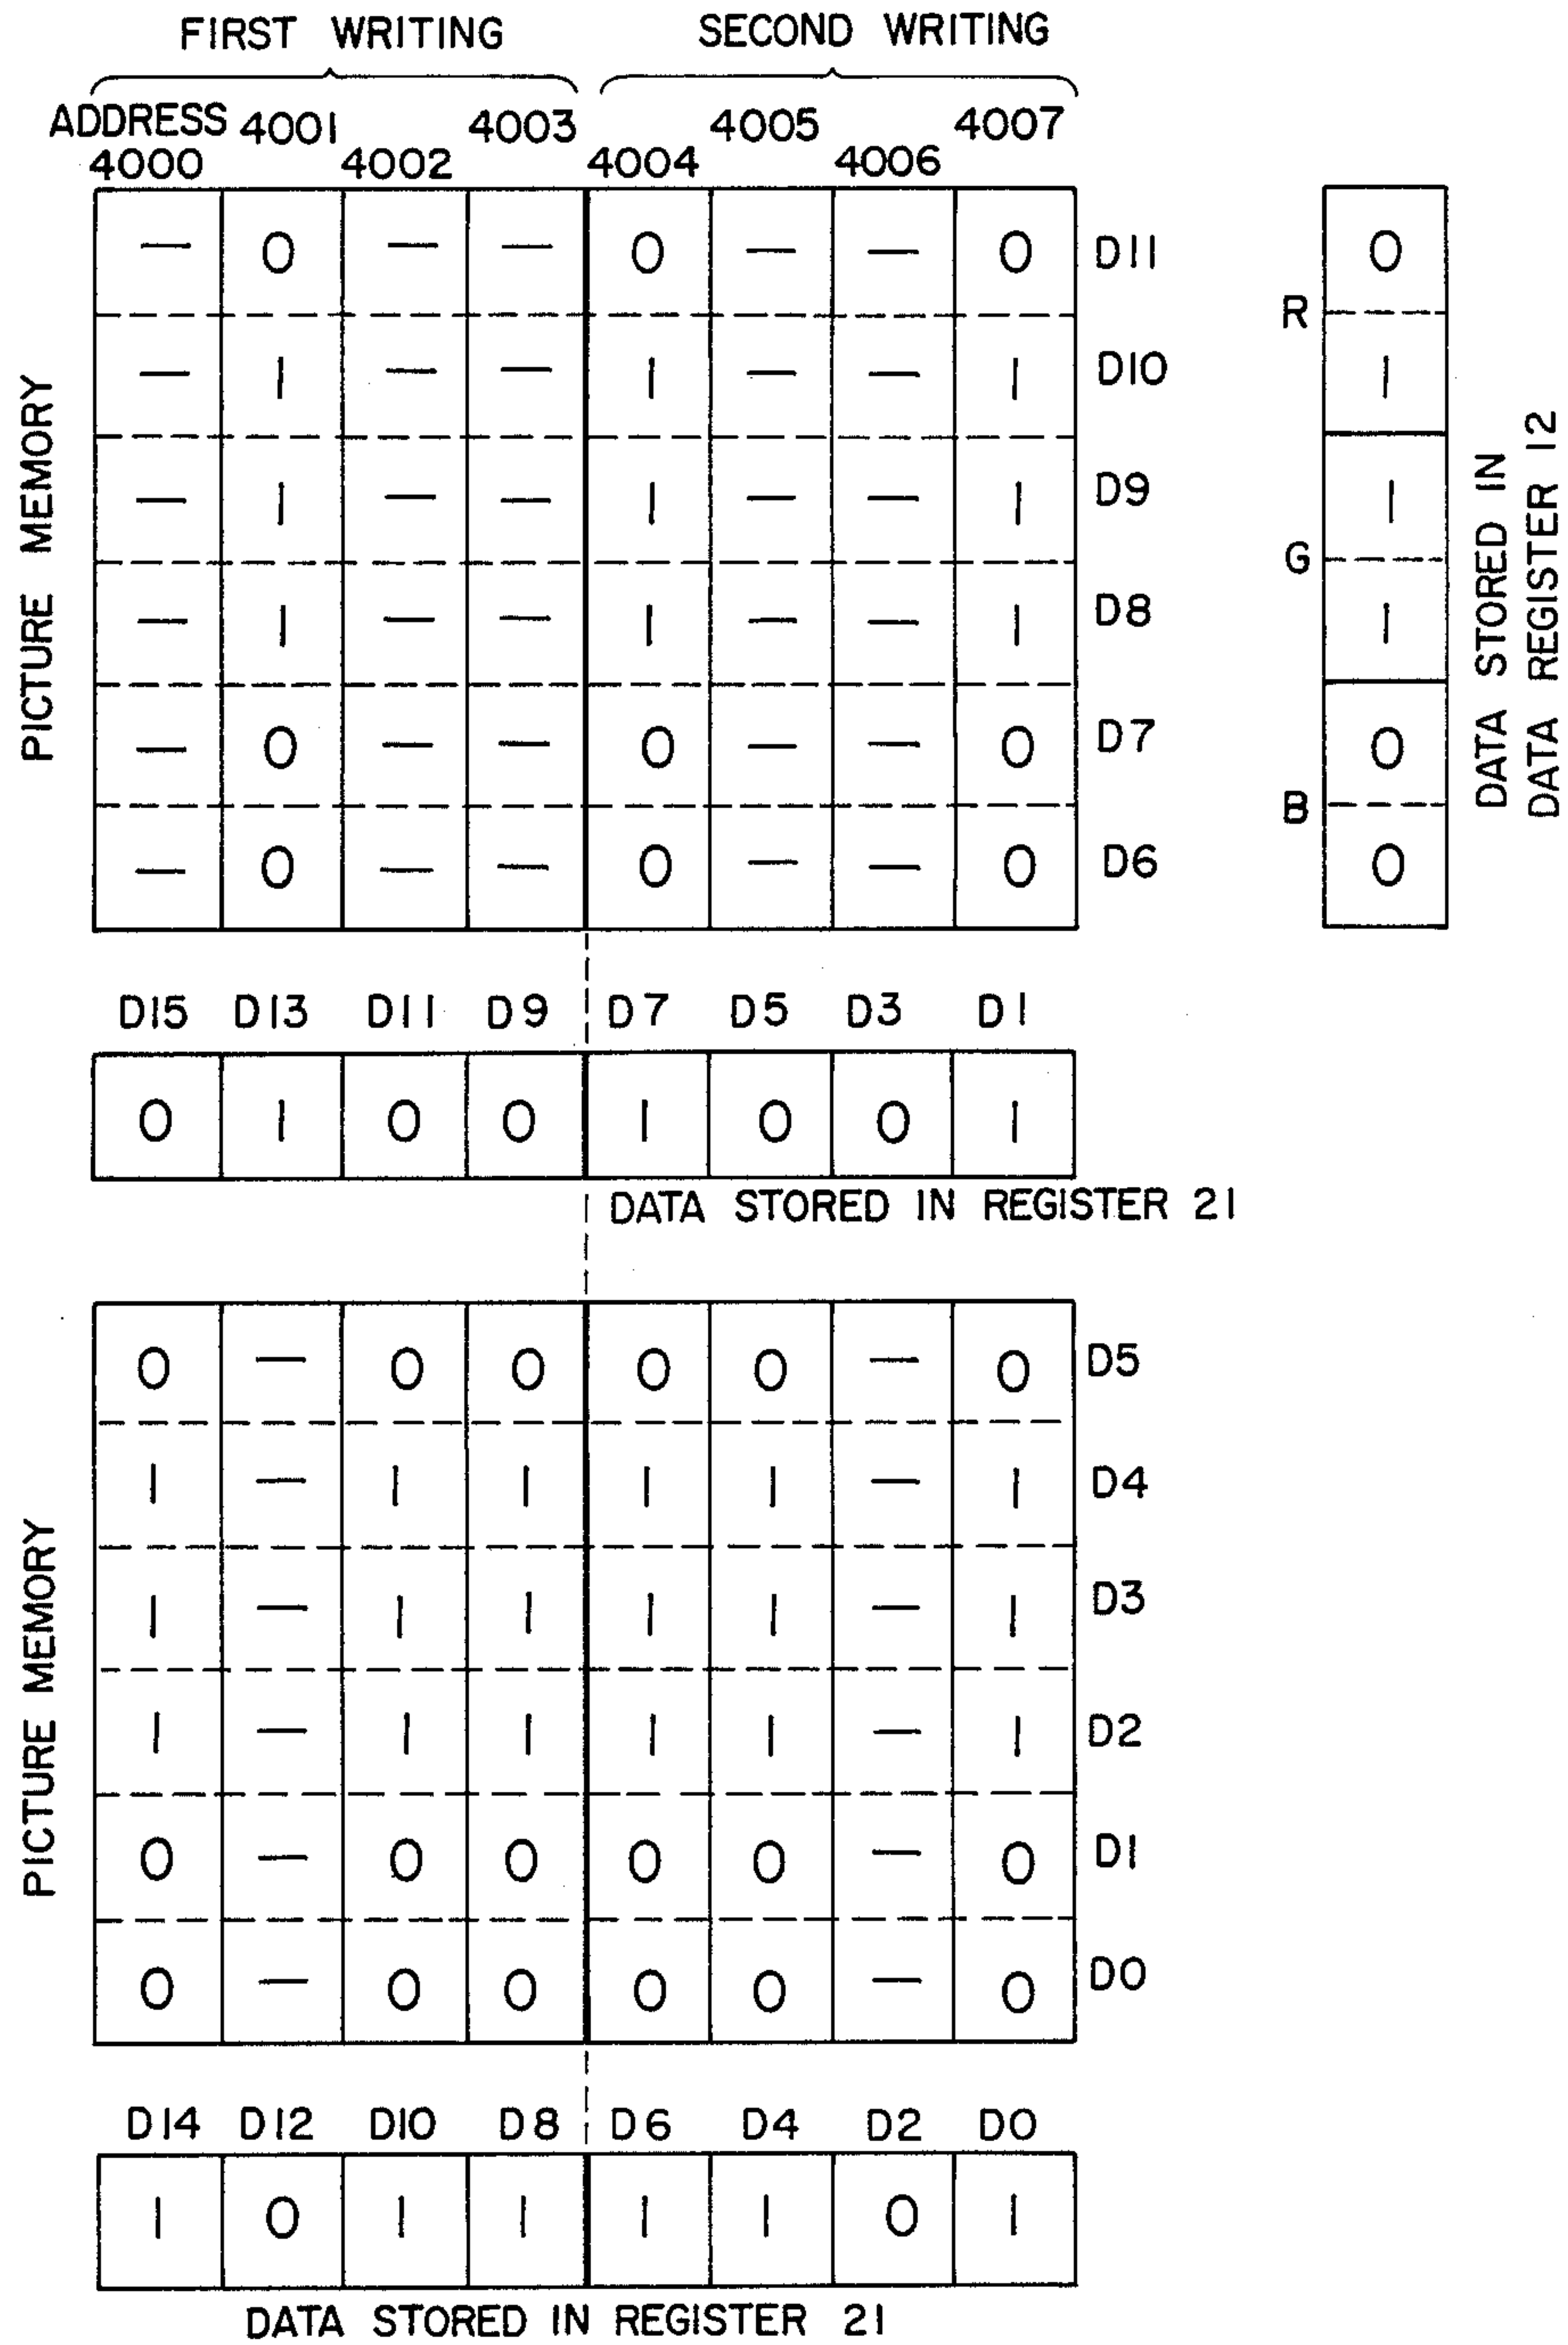 FIRST WRITING SECOND WRITING
ADDRESS 4001 4003 4005 4007
4000 4002 4004 4006
— 0 — — 0 — — 0 D11 0
R
— 1 — — 1 — — 1 D10 1
— 1 — — 1 — — 1 D9 1
G
— 1 — — 1 — — 1 D8 1
— 0 — — 0 — — 0 D7 0
B
— 0 — — 0 — — 0 D6 0
PICTURE MEMORY
DATA STORED IN
DATA REGISTER 12
D15 D13 D11 D9 D7 D5 D3 D1
0 1 0 0 1 0 0 1
DATA STORED IN REGISTER 21
0 — 0 0 0 0 — 0 D5
1 — 1 1 1 1 — 1 D4
1 — 1 1 1 1 — 1 D3
1 — 1 1 1 1 — 1 D2
0 — 0 0 0 0 — 0 D1
0 — 0 0 0 0 — 0 D0
PICTURE MEMORY
D14 D12 D10 D8 D6 D4 D2 D0
1 0 1 1 1 1 0 1
DATA STORED IN REGISTER 21